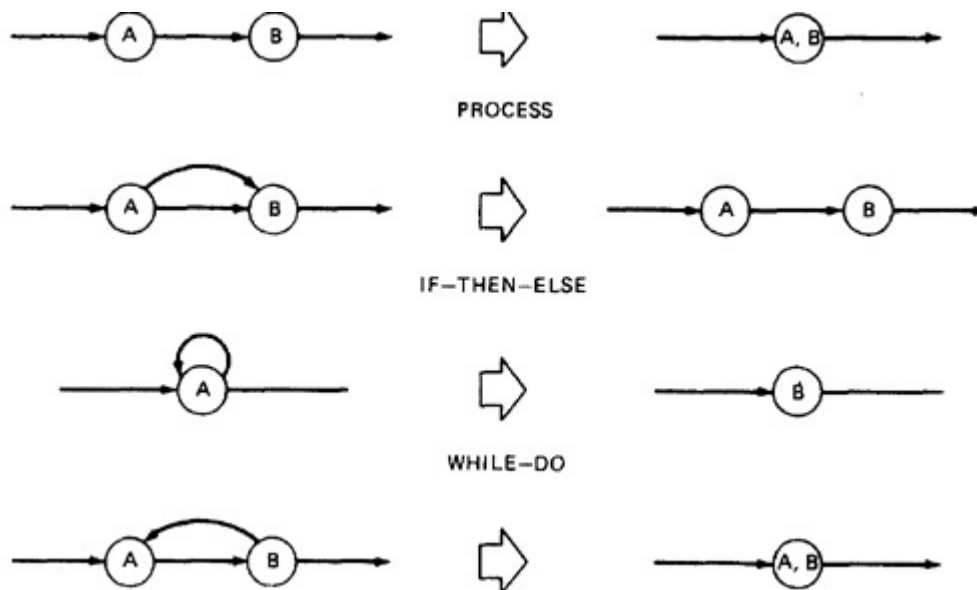 A B A, B
PROCESS
A B A B
IF-THEN-ELSE
A B
WHILE-DO
A B A, B